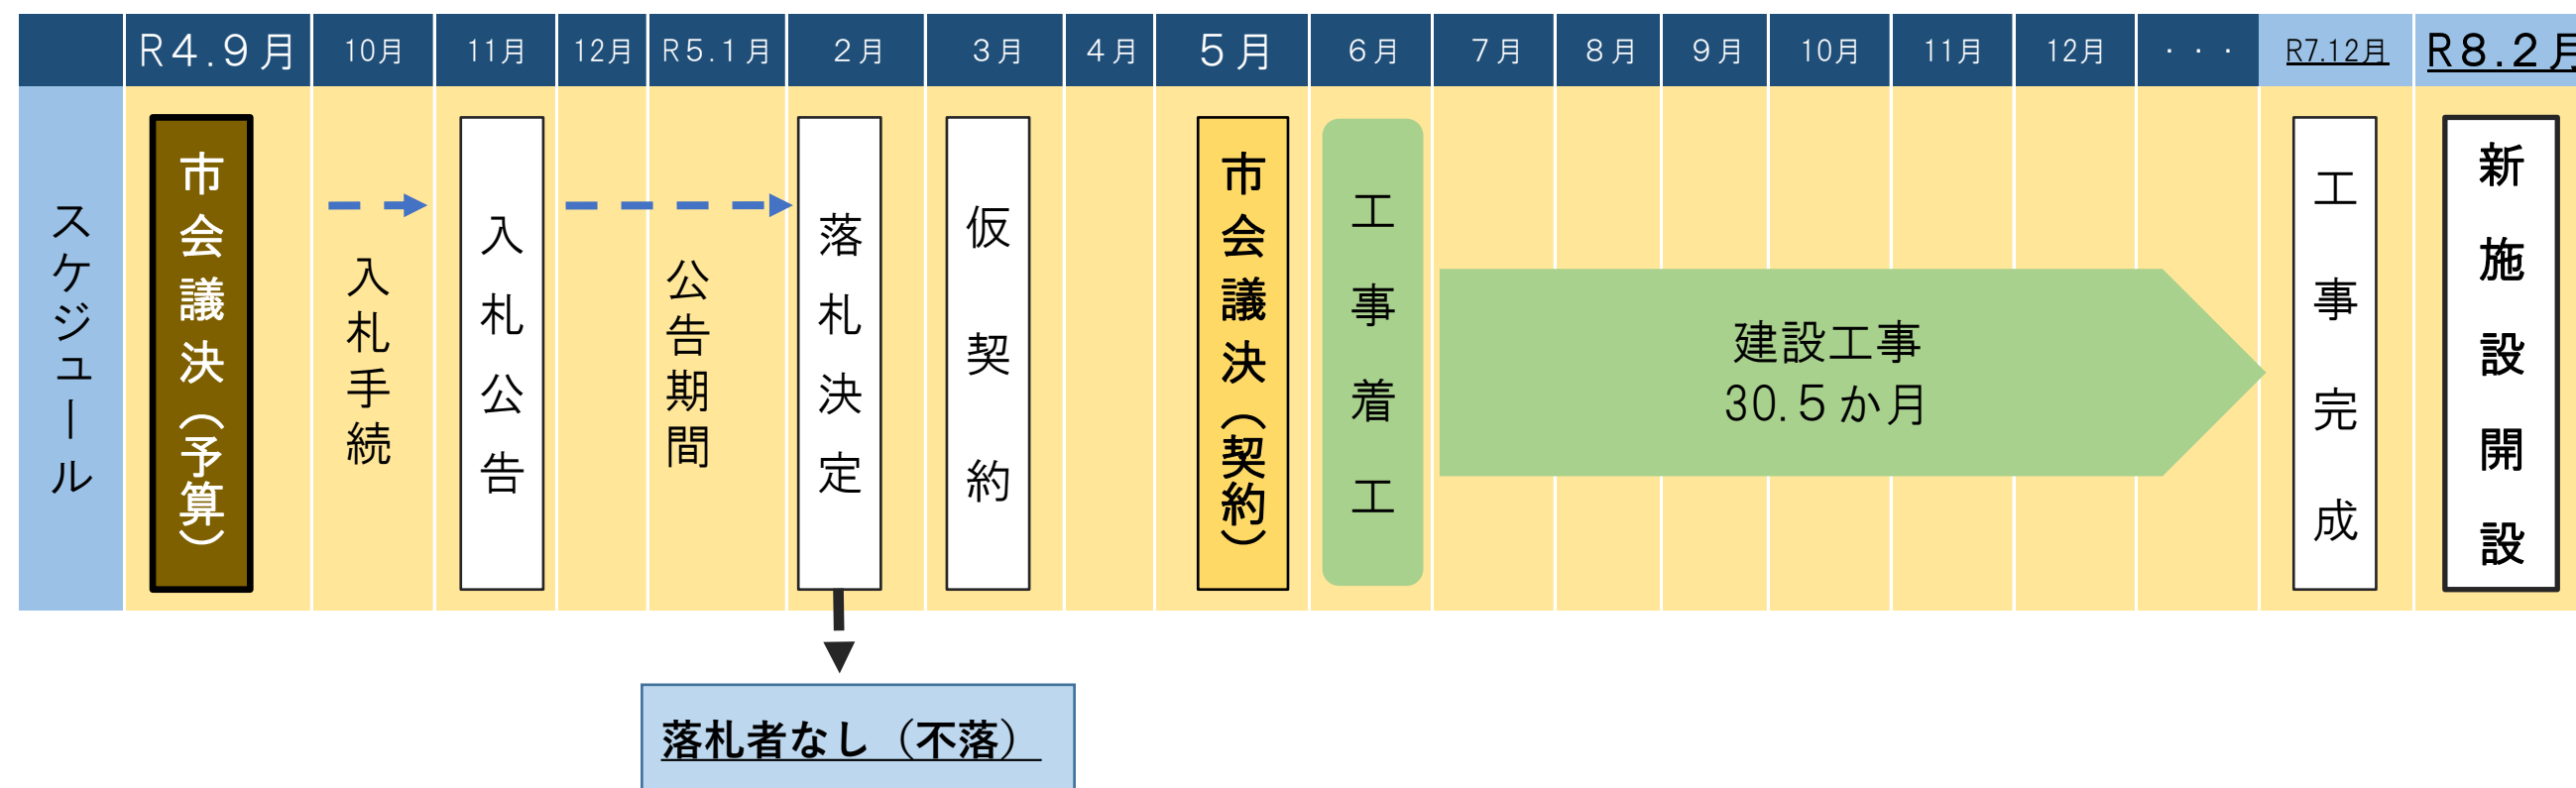 R4.9月
10月
11月
12月
R5.1月
2月
3月
4月
5月
6月
7月
8月
9月
10月
11月
12月
・・・
R7.12月
R8.2月
スケジュール
市会議決（予算）
入札手続
入札公告
公告期間
落札決定
仮契約
市会議決（契約）
工事着工
建設工事
30.5か月
工事完成
新施設開設
落札者なし（不落）